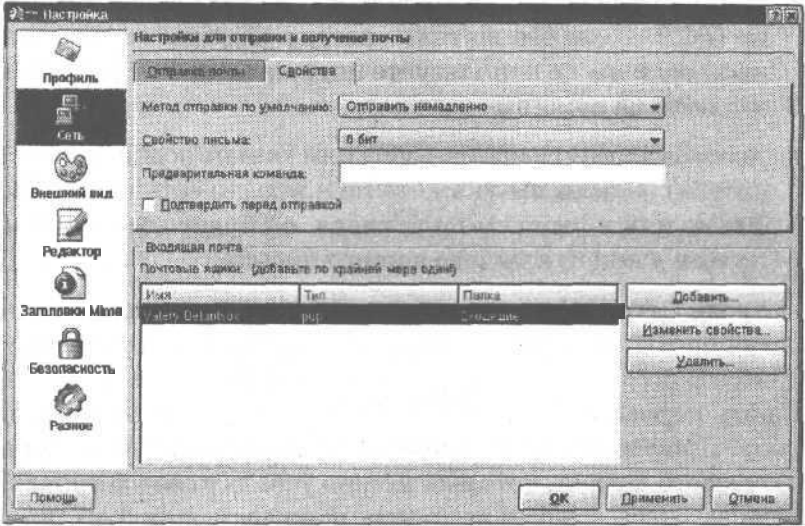 Настройка
Профиль
Сеть
Внешний вид
Редактор
Заголовки Mime
Безопасность
Разное
Настройки для отправки и получения почты
Отправка почты
Свойства
Метод отправки по умолчанию: Отправить немедленно
Свойство письма: 8 бит
Предварительная команда:
Подтвердить перед отправкой
Входящая почта
Почтовые ящики: (добавьте по крайней мере один!)
Имя Тип Папка
Valery pop Входящие
Добавить...
Изменить свойства...
Удалить...
Помощь
OK
Применить
Отмена